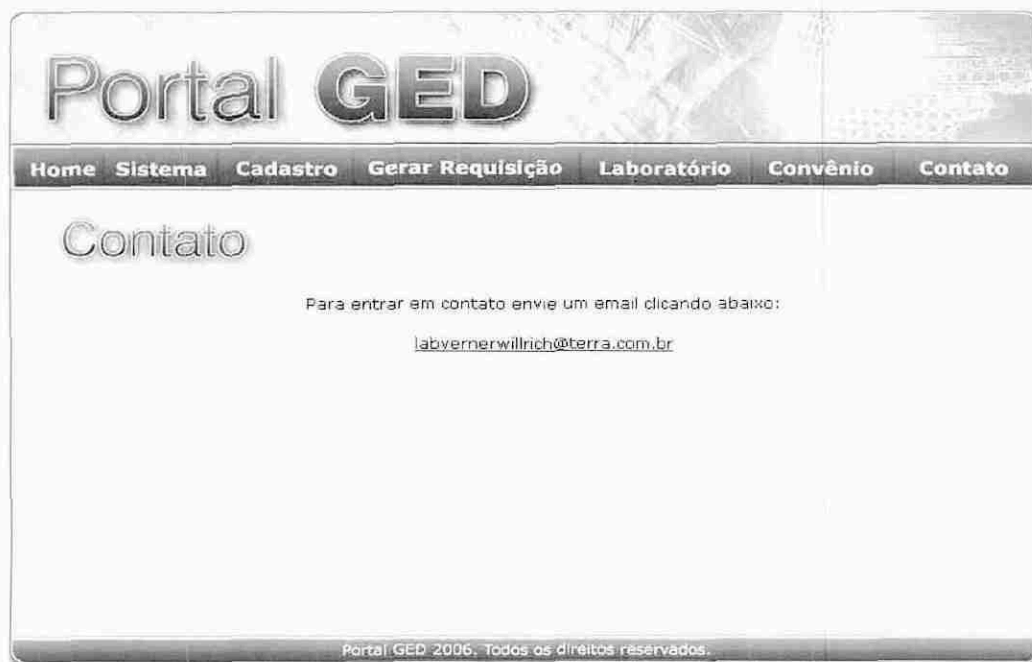 Portal GED
Home Sistema Cadastro Gerar Requisição Laboratório Convênio Contato
Contato
Para entrar em contato envie um email clicando abaixo:
labvernerwillrich@terra.com.br
Portal GED 2006. Todos os direitos reservados.